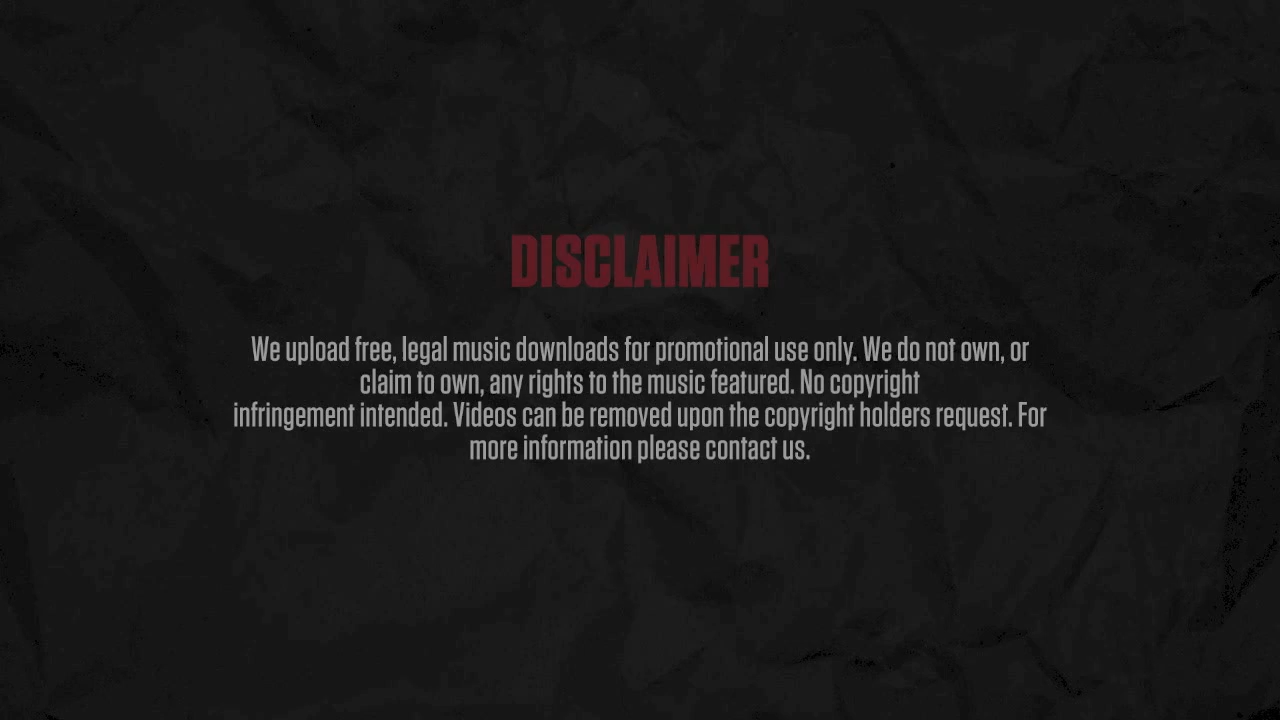 DISCLAIMER
We upload free, legal music downloads for promotional use only. We do not own, or
claim to own, any rights to the music featured. No copyright
infringement intended. Videos can be removed upon the copyright holders request. For
more information please contact us.